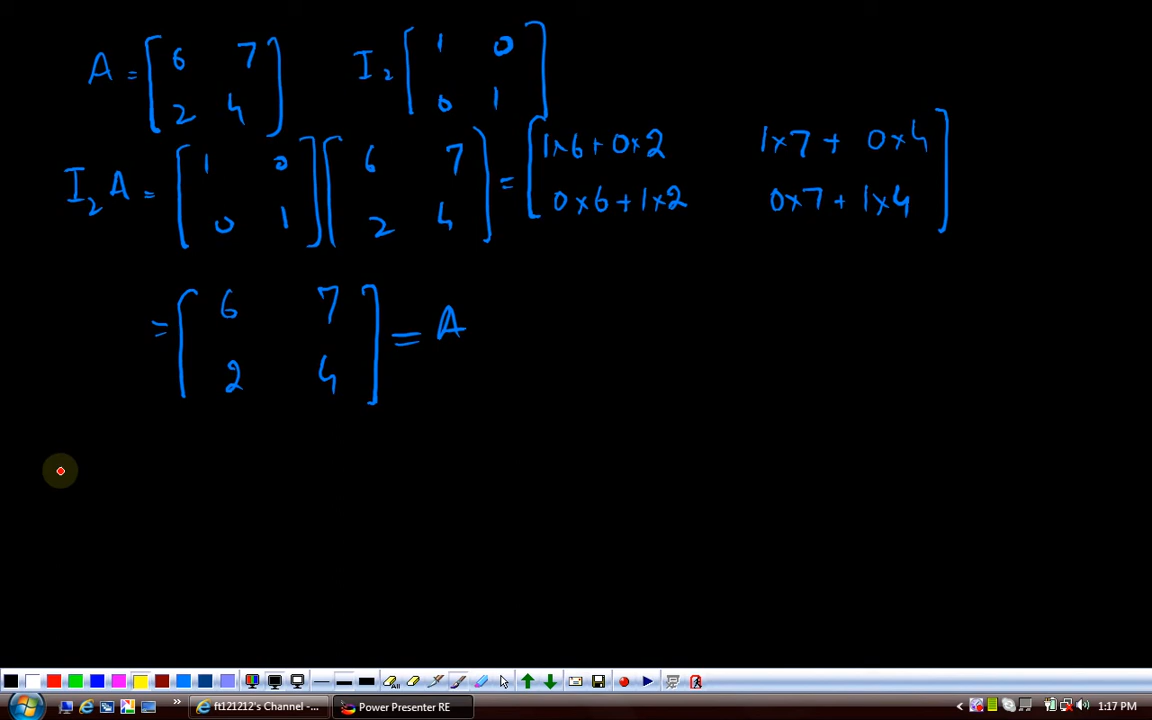 A = [ 6 7 I₂ [ 1 0 ]
2 4 ] 0 1 ]
I₂ A = [ 1 0 ] [ 6 7 ] = [ 1×6 + 0×2 1×7 + 0×4 ]
0 1 ] [ 2 4 ] 0×6 + 1×2 0×7 + 1×4 ]
= [ 6 7 ] = A
2 4
ft121212's Channel -... Power Presenter RE 1:17 PM